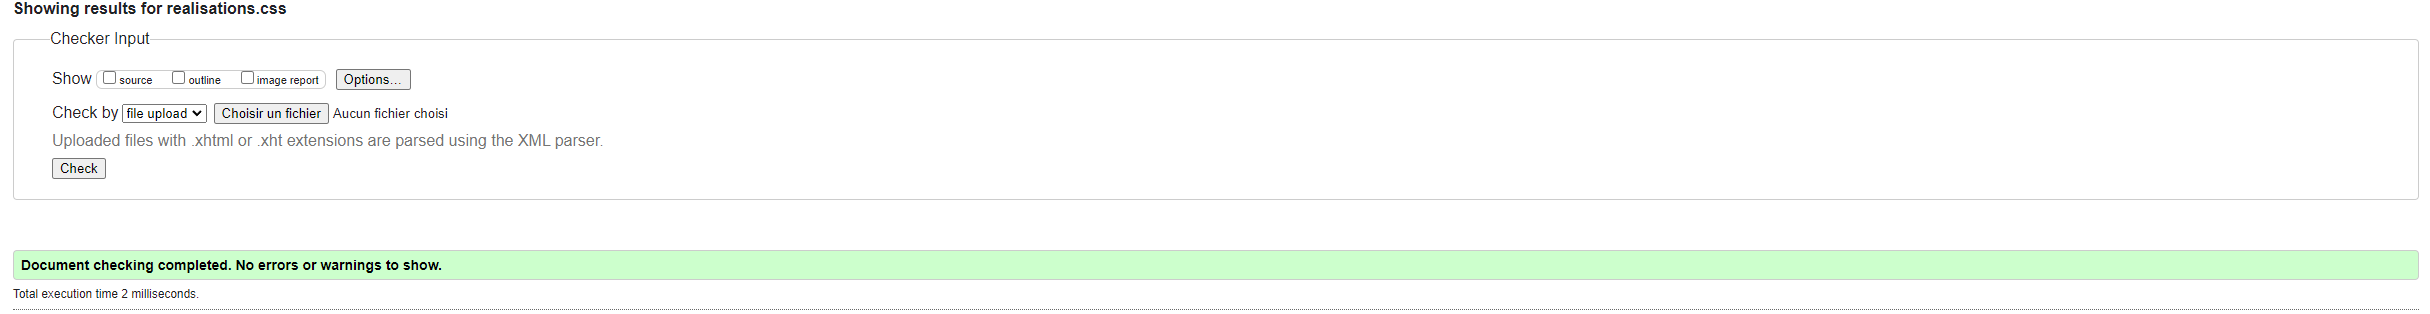 Showing results for realisations.css
Checker Input
Show source outline image report Options...
Check by file upload Choisir un fichier Aucun fichier choisi
Uploaded files with .xhtml or .xht extensions are parsed using the XML parser.
Check
Document checking completed. No errors or warnings to show.
Total execution time 2 milliseconds.